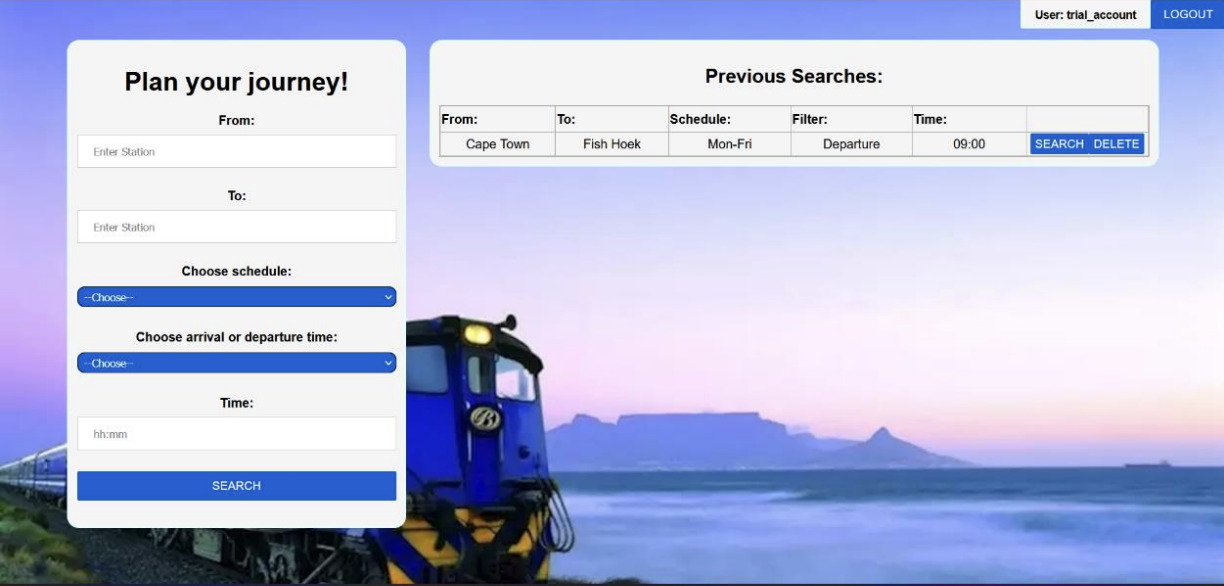 User: trial_account LOGOUT
Plan your journey!
From:
Enter Station
To:
Enter Station
Choose schedule:
--Choose--
Choose arrival or departure time:
--Choose--
Time:
hh:mm
SEARCH
Previous Searches:
From: To: Schedule: Filter: Time:
Cape Town Fish Hoek Mon-Fri Departure 09:00 SEARCH DELETE
B